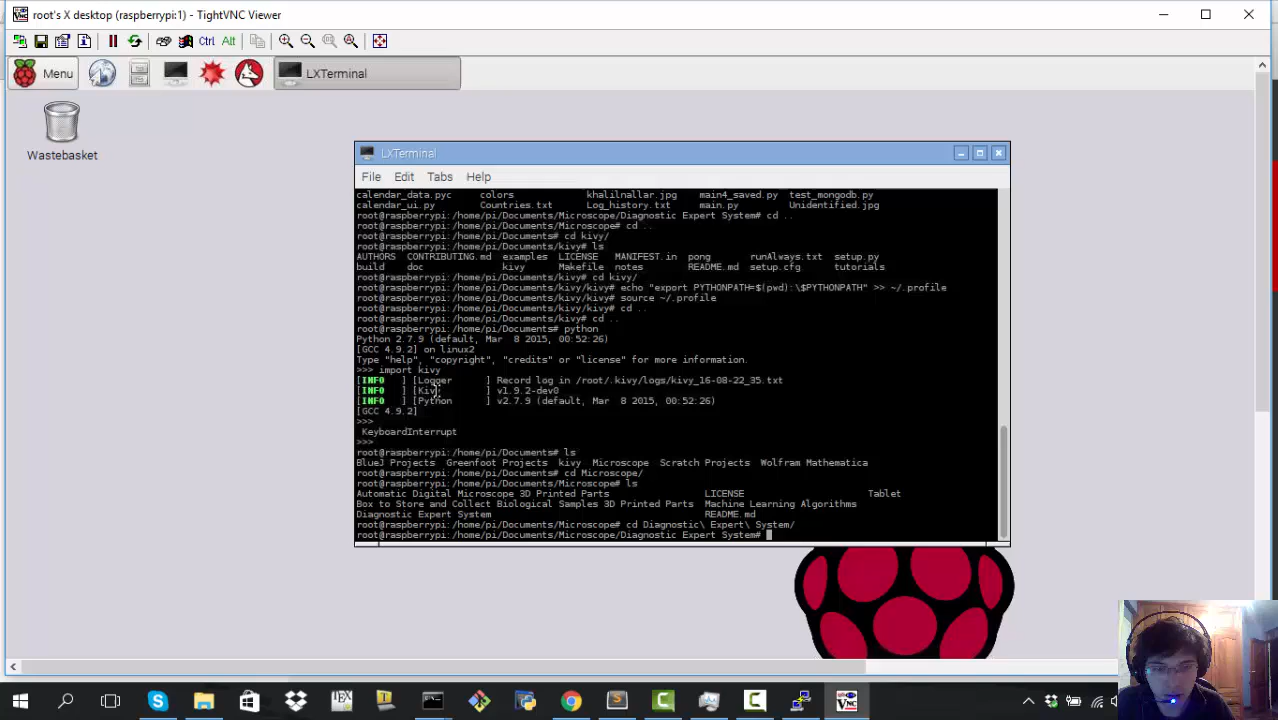 root's X desktop (raspberrypi:1) - TightVNC Viewer
Ctrl Alt
Menu
LXTerminal
Wastebasket
LXTerminal
File Edit Tabs Help
calendar_data.pyc colors khalilnallar.jpg main4_saved.py test_mongodb.py
calendar_ui.py Countries.txt Log_history.txt main.py Unidentified.jpg
root@raspberrypi:/home/pi/Documents/Microscope/Diagnostic Expert System# cd ..
root@raspberrypi:/home/pi/Documents/Microscope# cd ..
root@raspberrypi:/home/pi/Documents# cd kivy/
root@raspberrypi:/home/pi/Documents/kivy# ls
AUTHORS CONTRIBUTING.md examples LICENSE MANIFEST.in pong runAlways.txt setup.py
build doc kivy Makefile notes README.md setup.cfg tutorials
root@raspberrypi:/home/pi/Documents/kivy# cd kivy/
root@raspberrypi:/home/pi/Documents/kivy/kivy# echo "export PYTHONPATH=$(pwd):\$PYTHONPATH" >> ~/.profile
root@raspberrypi:/home/pi/Documents/kivy/kivy# source ~/.profile
root@raspberrypi:/home/pi/Documents/kivy/kivy# cd ..
root@raspberrypi:/home/pi/Documents/kivy# cd ..
root@raspberrypi:/home/pi/Documents# python
Python 2.7.9 (default, Mar 8 2015, 00:52:26)
[GCC 4.9.2] on linux2
Type "help", "copyright", "credits" or "license" for more information.
>>> import kivy
[INFO ] [Logger ] Record log in /root/.kivy/logs/kivy_16-08-22_35.txt
[INFO ] [Kivy ] v1.9.2-dev0
[INFO ] [Python ] v2.7.9 (default, Mar 8 2015, 00:52:26)
[GCC 4.9.2]
>>>
KeyboardInterrupt
>>>
root@raspberrypi:/home/pi/Documents# ls
BlueJ Projects Greenfoot Projects kivy Microscope Scratch Projects Wolfram Mathematica
root@raspberrypi:/home/pi/Documents# cd Microscope/
root@raspberrypi:/home/pi/Documents/Microscope# ls
Automatic Digital Microscope 3D Printed Parts LICENSE Tablet
Box to Store and Collect Biological Samples 3D Printed Parts Machine Learning Algorithms
Diagnostic Expert System README.md
root@raspberrypi:/home/pi/Documents/Microscope# cd Diagnostic\ Expert\ System/
root@raspberrypi:/home/pi/Documents/Microscope/Diagnostic Expert System#